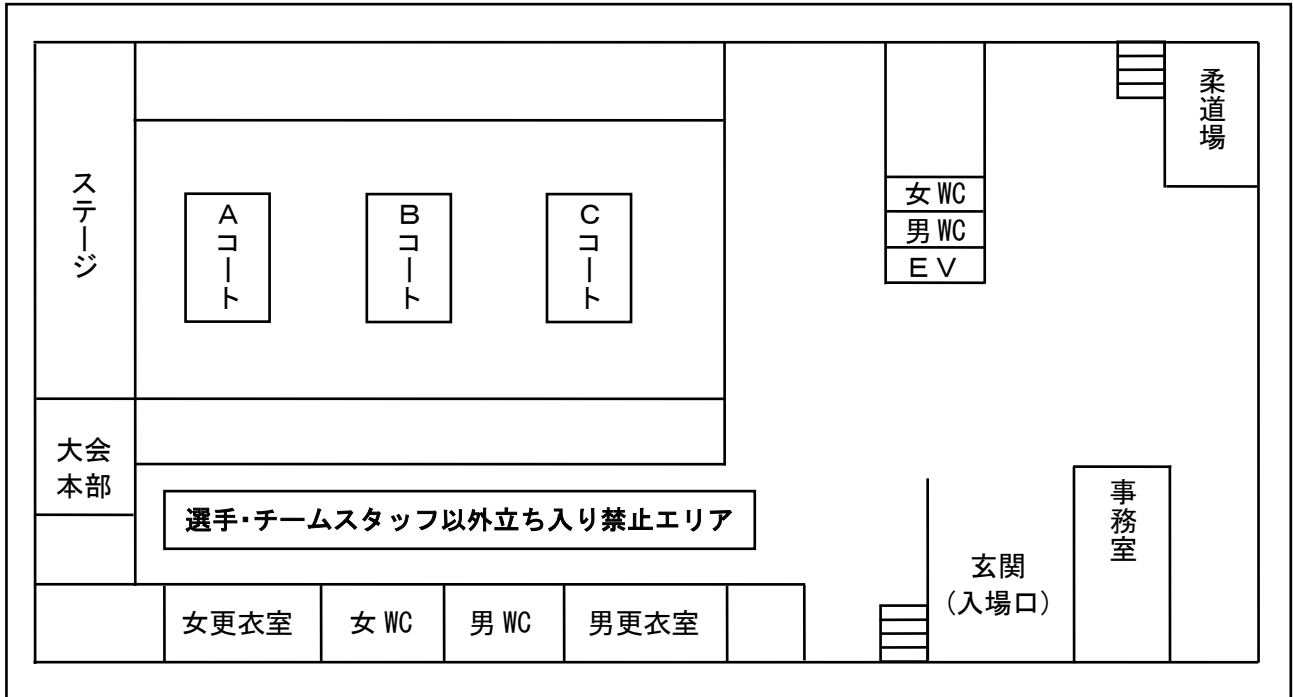 ステージ
Aコート
Bコート
Cコート
女WC
男WC
EV
柔道場
大会
本部
選手・チームスタッフ以外立ち入り禁止エリア
事務室
玄関
(入場口)
女更衣室
女WC
男WC
男更衣室